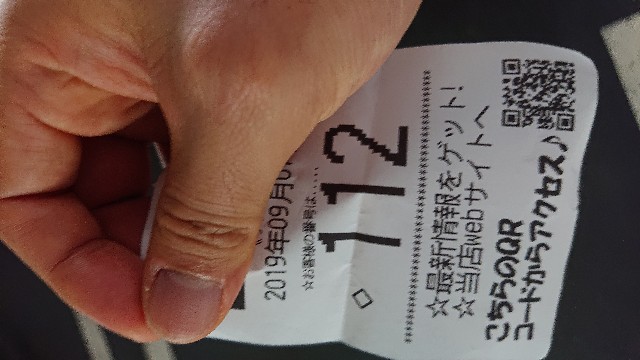 2019年09月0
☆お客様の番号は.....
112
◇
☆最新情報をゲット!
☆当店webサイトへ
こちらのQR
コードからアクセス♪